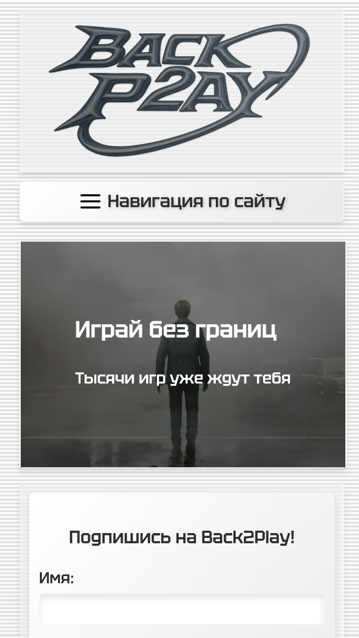 BACK
P2AY
Навигация по сайту
Играй без границ
Тысячи игр уже ждут тебя
Подпишись на Back2Play!
Имя: